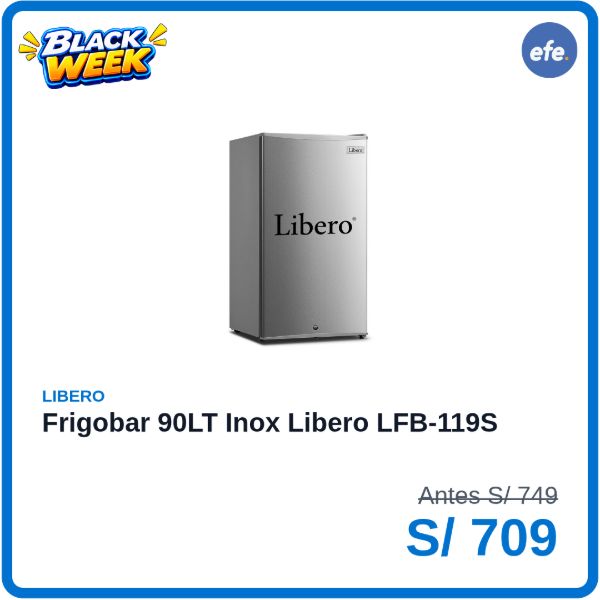 BLACK
WEEK
efe.
Libero
Libero®
LIBERO
Frigobar 90LT Inox Libero LFB-119S
Antes S/ 749
S/ 709